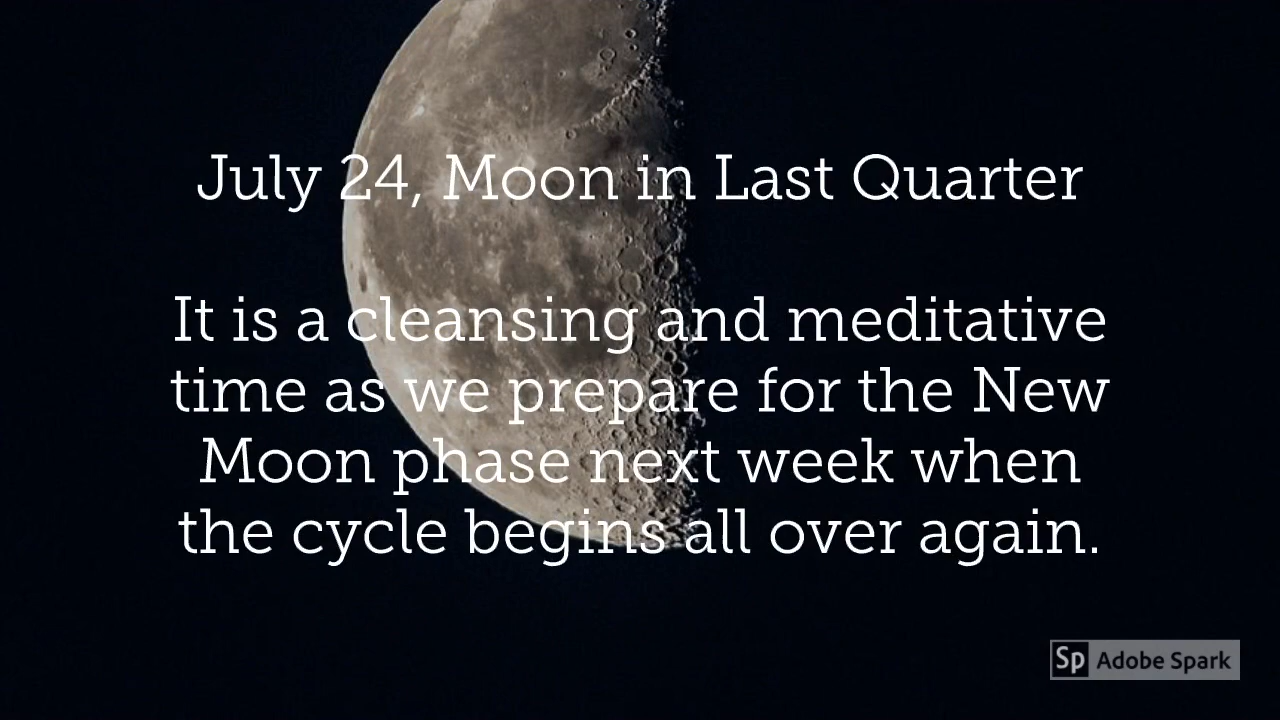 July 24, Moon in Last Quarter
It is a cleansing and meditative
time as we prepare for the New
Moon phase next week when
the cycle begins all over again.
Sp Adobe Spark